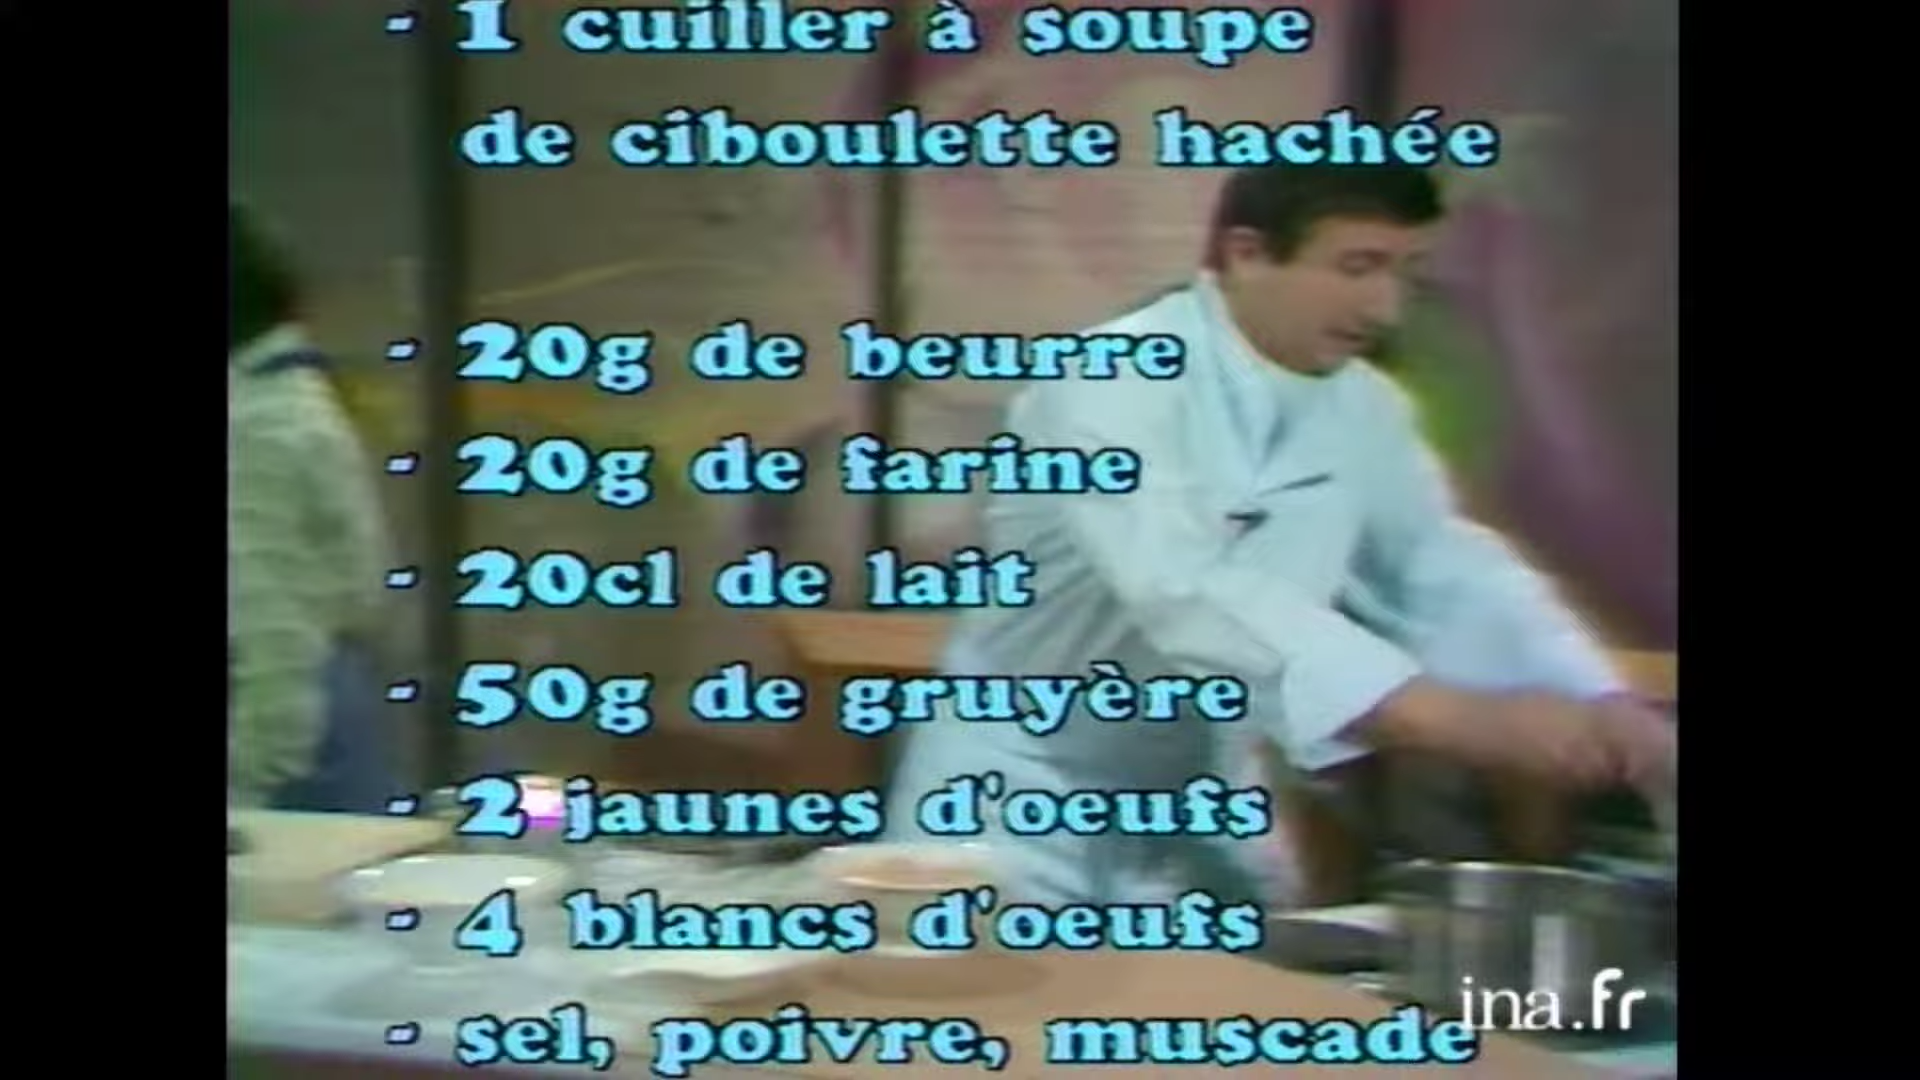 - 1 cuiller à soupe
de ciboulette hachée
- 20g de beurre
- 20g de farine
- 20cl de lait
- 50g de gruyère
- 2 jaunes d'oeufs
- 4 blancs d'oeufs
- sel, poivre, muscade
ina.fr